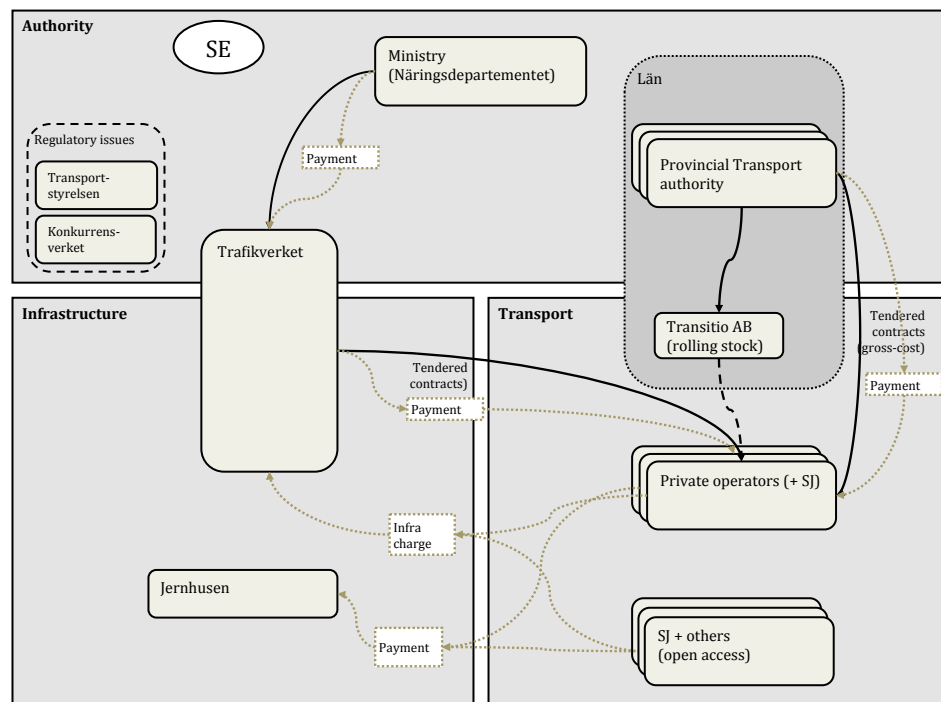 Authority
SE
Ministry
(Näringsdepartementet)
Län
Regulatory issues
Transport-
styrelsen
Konkurrens-
verket
Payment
Provincial Transport
authority
Trafikverket
Infrastructure
Transport
Transitio AB
(rolling stock)
Tendered
contracts
(gross-cost)
Tendered
contracts)
Payment
Payment
Private operators (+ SJ)
Infra
charge
Jernhusen
Payment
SJ + others
(open access)